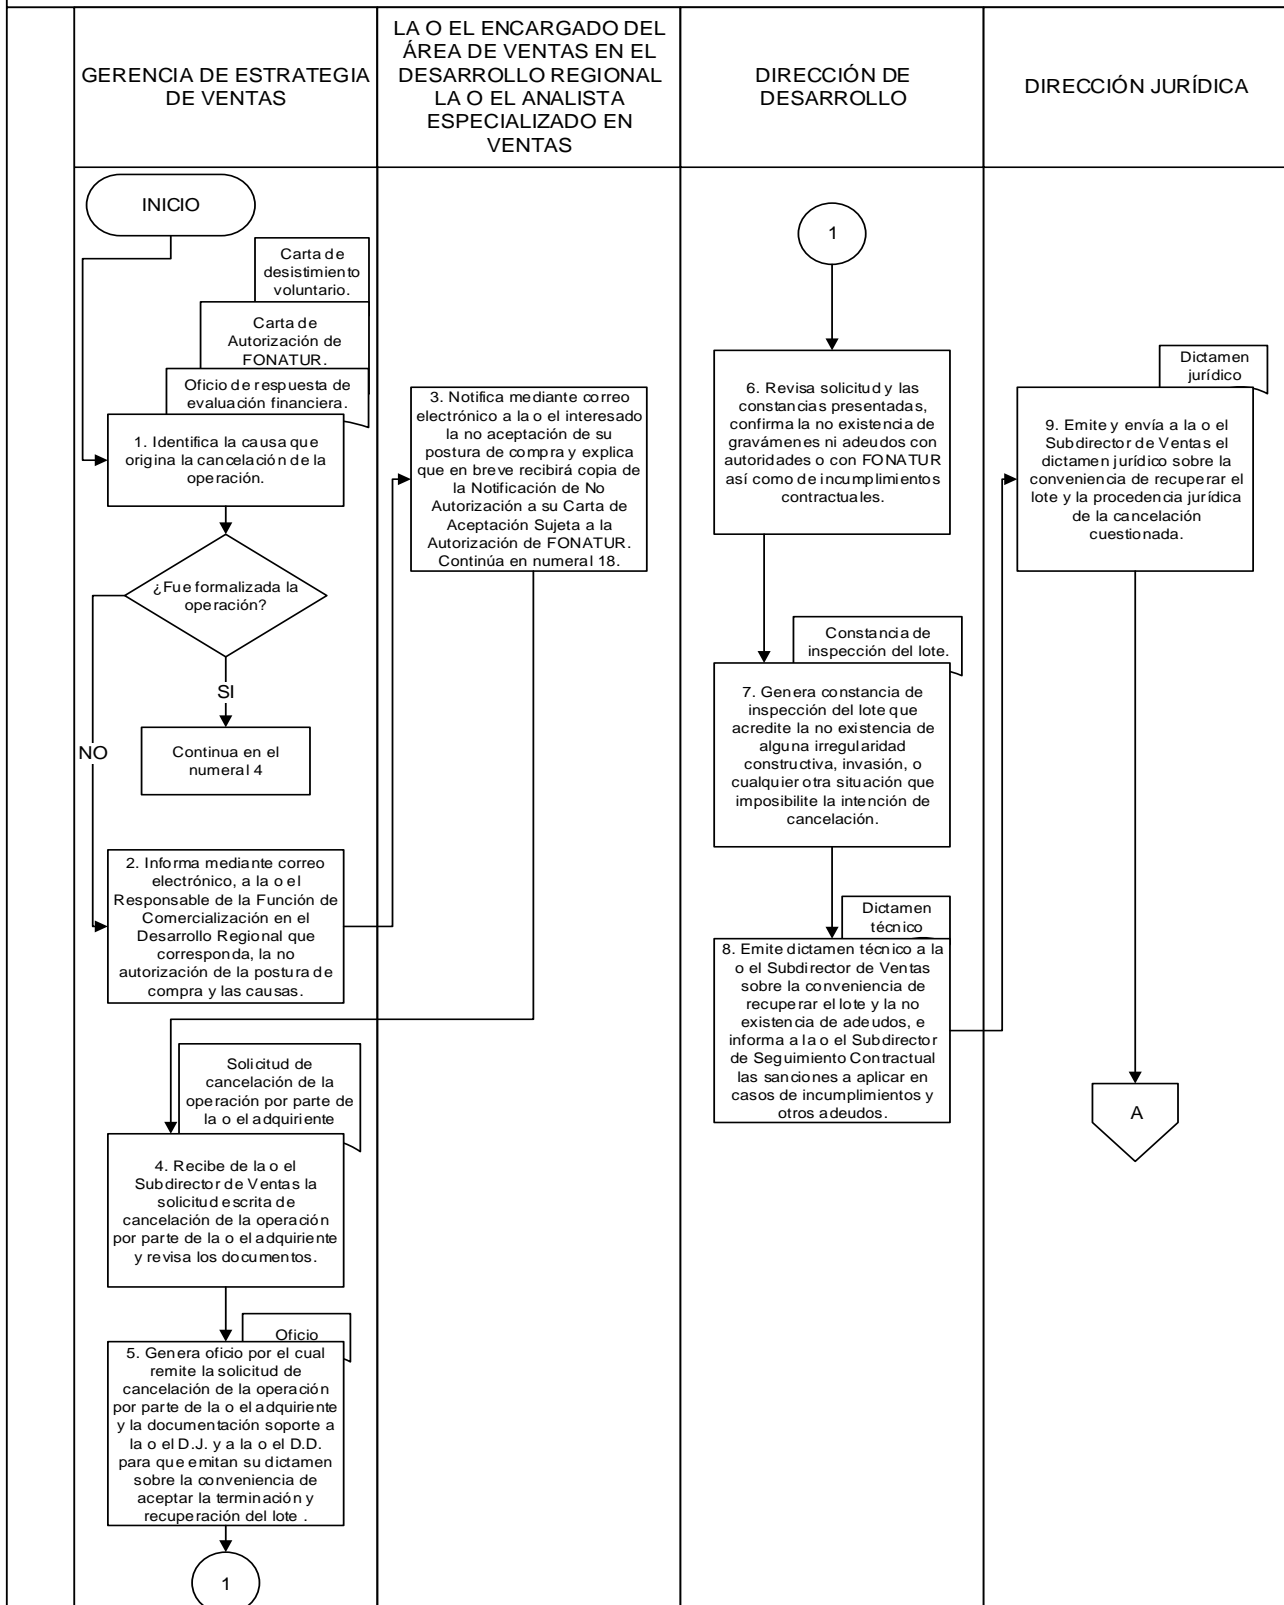 GERENCIA DE ESTRATEGIA
DE VENTAS
LA O EL ENCARGADO DEL
ÁREA DE VENTAS EN EL
DESARROLLO REGIONAL
LA O EL ANALISTA
ESPECIALIZADO EN
VENTAS
DIRECCIÓN DE
DESARROLLO
DIRECCIÓN JURÍDICA
INICIO
Carta de
desistimiento
voluntario.
Carta de
Autorización de
FONATUR.
Oficio de respuesta de
evaluación financiera.
1. Identifica la causa que
origina la cancelación de la
operación.
¿Fue formalizada la
operación?
SI
NO
Continua en el
numeral 4
2. Informa mediante correo
electrónico, a la o el
Responsable de la Función de
Comercialización en el
Desarrollo Regional que
corresponda, la no
autorización de la postura de
compra y las causas.
3. Notifica mediante correo
electrónico a la o el interesado
la no aceptación de su
postura de compra y explica
que en breve recibirá copia de
la Notificación de No
Autorización a su Carta de
Aceptación Sujeta a la
Autorización de FONATUR.
Continúa en numeral 18.
Solicitud de
cancelación de la
operación por parte de
la o el adquiriente
4. Recibe de la o el
Subdirector de Ventas la
solicitud escrita de
cancelación de la operación
por parte de la o el adquiriente
y revisa los documentos.
Oficio
5. Genera oficio por el cual
remite la solicitud de
cancelación de la operación
por parte de la o el adquiriente
y la documentación soporte a
la o el D.J. y a la o el D.D.
para que emitan su dictamen
sobre la conveniencia de
aceptar la terminación y
recuperación del lote .
1
1
6. Revisa solicitud y las
constancias presentadas,
confirma la no existencia de
gravámenes ni adeudos con
autoridades o con FONATUR
así como de incumplimientos
contractuales.
Constancia de
inspección del lote.
7. Genera constancia de
inspección del lote que
acredite la no existencia de
alguna irregularidad
constructiva, invasión, o
cualquier otra situación que
imposibilite la intención de
cancelación.
Dictamen
técnico
8. Emite dictamen técnico a la
o el Subdirector de Ventas
sobre la conveniencia de
recuperar el lote y la no
existencia de adeudos, e
informa a la o el Subdirector
de Seguimiento Contractual
las sanciones a aplicar en
casos de incumplimientos y
otros adeudos.
Dictamen
jurídico
9. Emite y envía a la o el
Subdirector de Ventas el
dictamen jurídico sobre la
conveniencia de recuperar el
lote y la procedencia jurídica
de la cancelación
cuestionada.
A